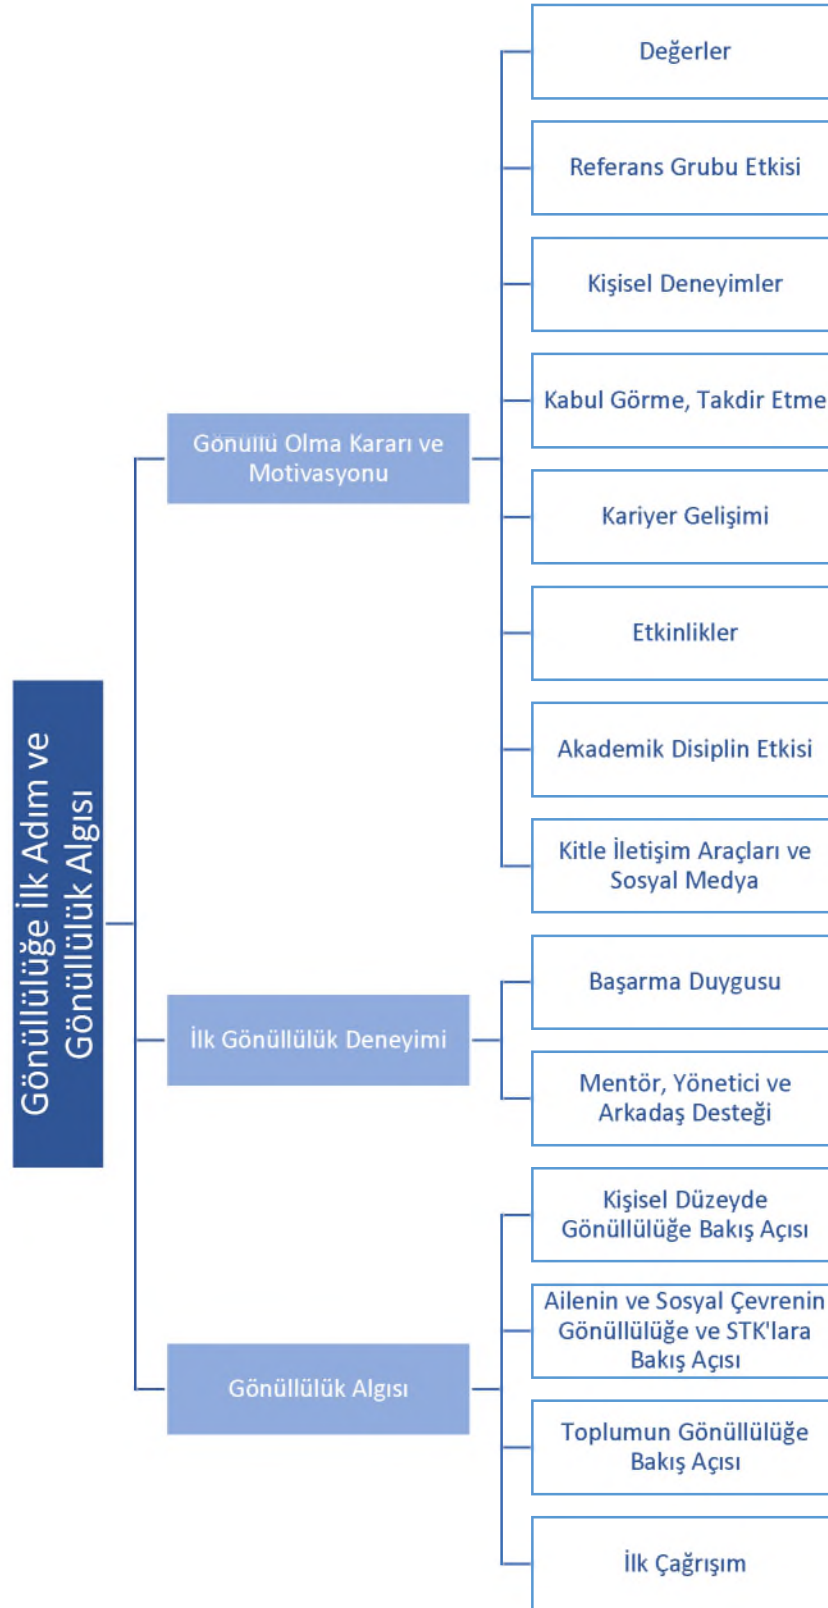 Gönüllülüğe İlk Adım ve
Gönüllülük Algısı
Gönüllü Olma Kararı ve
Motivasyonu
Değerler
Referans Grubu Etkisi
Kişisel Deneyimler
Kabul Görme, Takdir Etme
Kariyer Gelişimi
Etkinlikler
Akademik Disiplin Etkisi
Kitle İletişim Araçları ve
Sosyal Medya
İlk Gönüllülük Deneyimi
Başarma Duygusu
Mentör, Yönetici ve
Arkadaş Desteği
Gönüllülük Algısı
Kişisel Düzeyde
Gönüllülüğe Bakış Açısı
Ailenin ve Sosyal Çevrenin
Gönüllülüğe ve STK'lara
Bakış Açısı
Toplumun Gönüllülüğe
Bakış Açısı
İlk Çağrışım